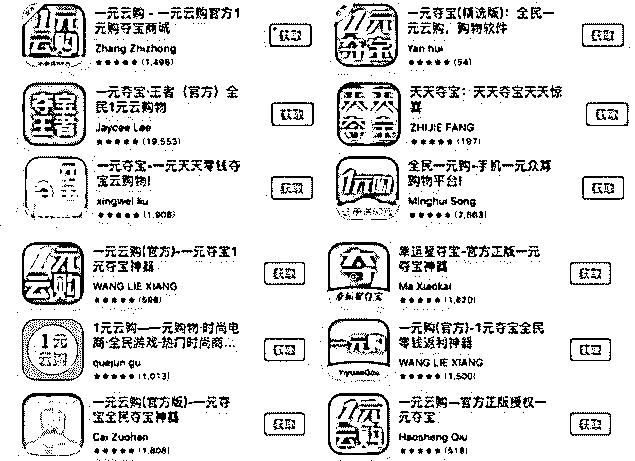 一元云购 - 一元云购官方1
元购夺宝商城
Zhang Zhizhong
★★★★★ (1,496)
获取
一元夺宝(精选版)：全民一
元云购，购物软件
Yan hui
★★★★★ (54)
获取
一元夺宝·王者（官方）全
民1元云购物
Jaycee Lee
★★★★★ (19,553)
获取
天天夺宝：天天夺宝天天惊
喜
ZHIJIE FANG
★★★★★ (197)
获取
一元夺宝-一元天天零钱夺
宝云购物!
xingwei liu
★★★★★ (1,908)
获取
全民一元购-手机一元众筹
购物平台!
Minghui Song
★★★★★ (2,663)
获取
一元云购(官方)-一元夺宝1
元夺宝神器
WANG LIE XIANG
★★★★★ (698)
获取
幸运星夺宝-官方正版一元
夺宝神器
Ma Xiaokai
★★★★★ (1,820)
获取
1元云购——元购物·时尚电
商·全民游戏·热门时尚商...
quejun gu
★★★★★ (1,013)
获取
一元购(官方)-1元夺宝全民
零钱返利神器
WANG LIE XIANG
★★★★★ (1,500)
获取
一元云购(官方版)-一元夺
宝全民夺宝神器
Cai Zuohan
★★★★★ (1,808)
获取
一元云购—官方正版授权一
元夺宝
Haosheng Qiu
★★★★★ (518)
获取